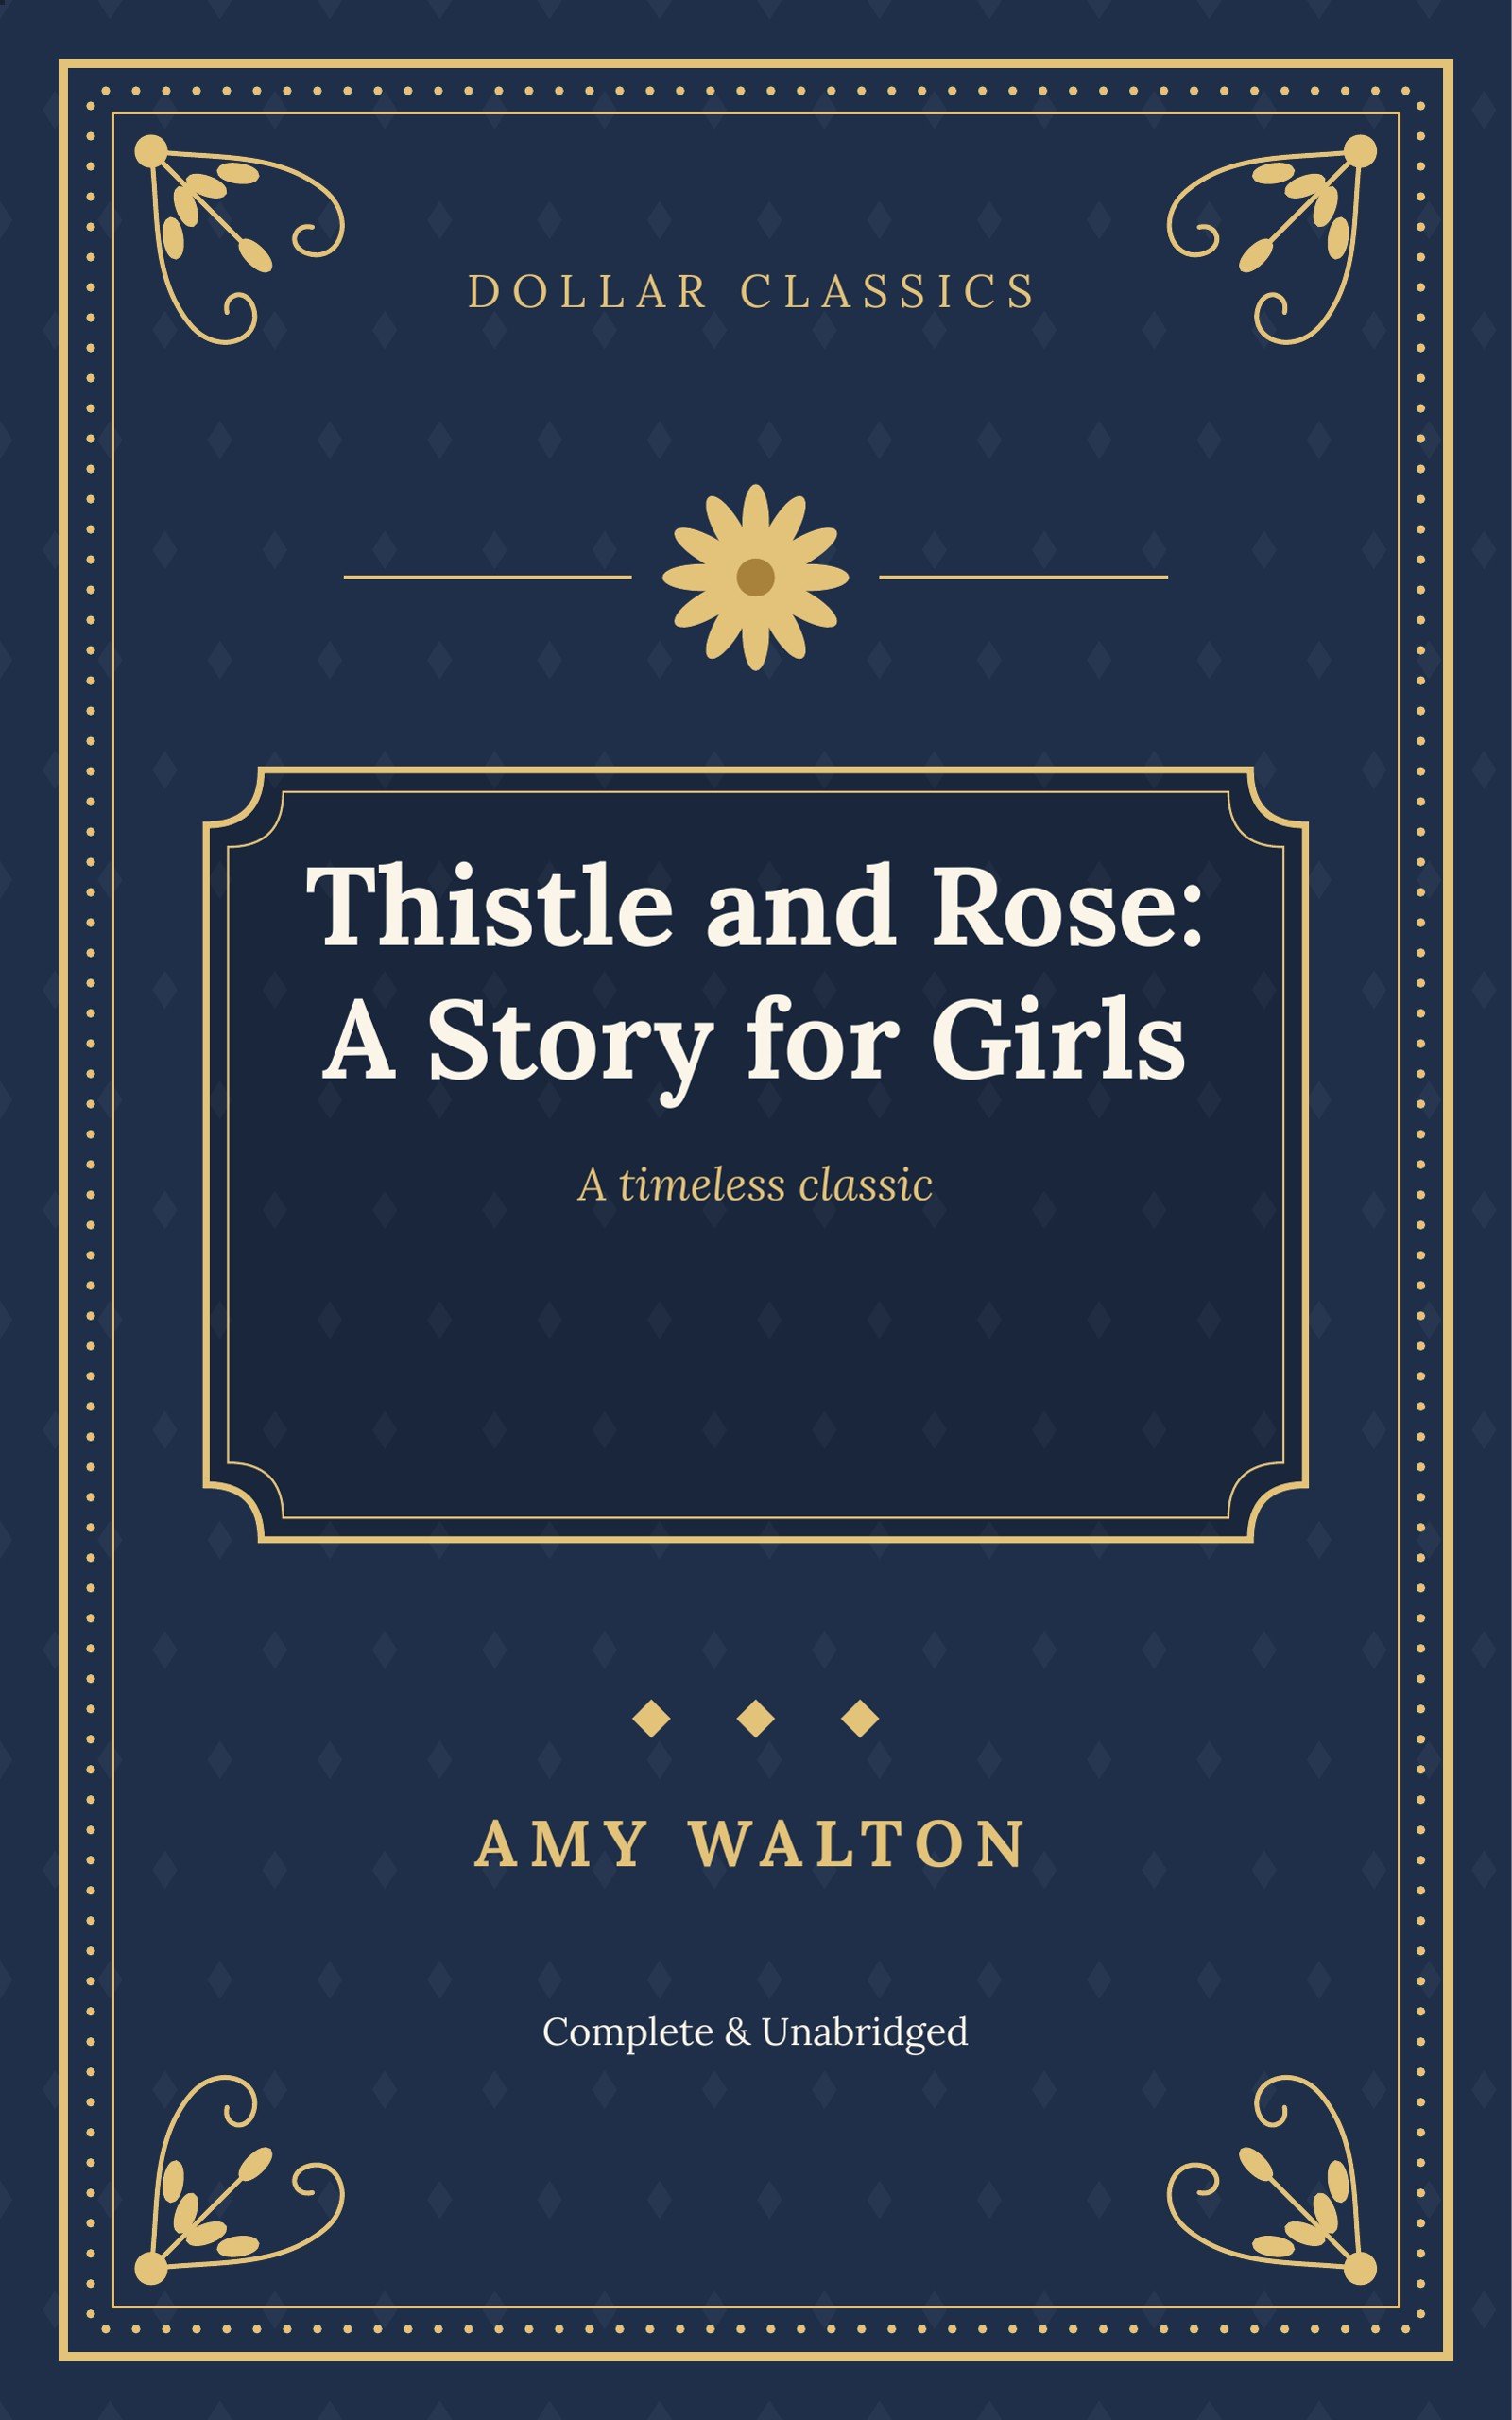 DOLLAR CLASSICS
Thistle and Rose:
A Story for Girls
A timeless classic
AMY WALTON
Complete & Unabridged